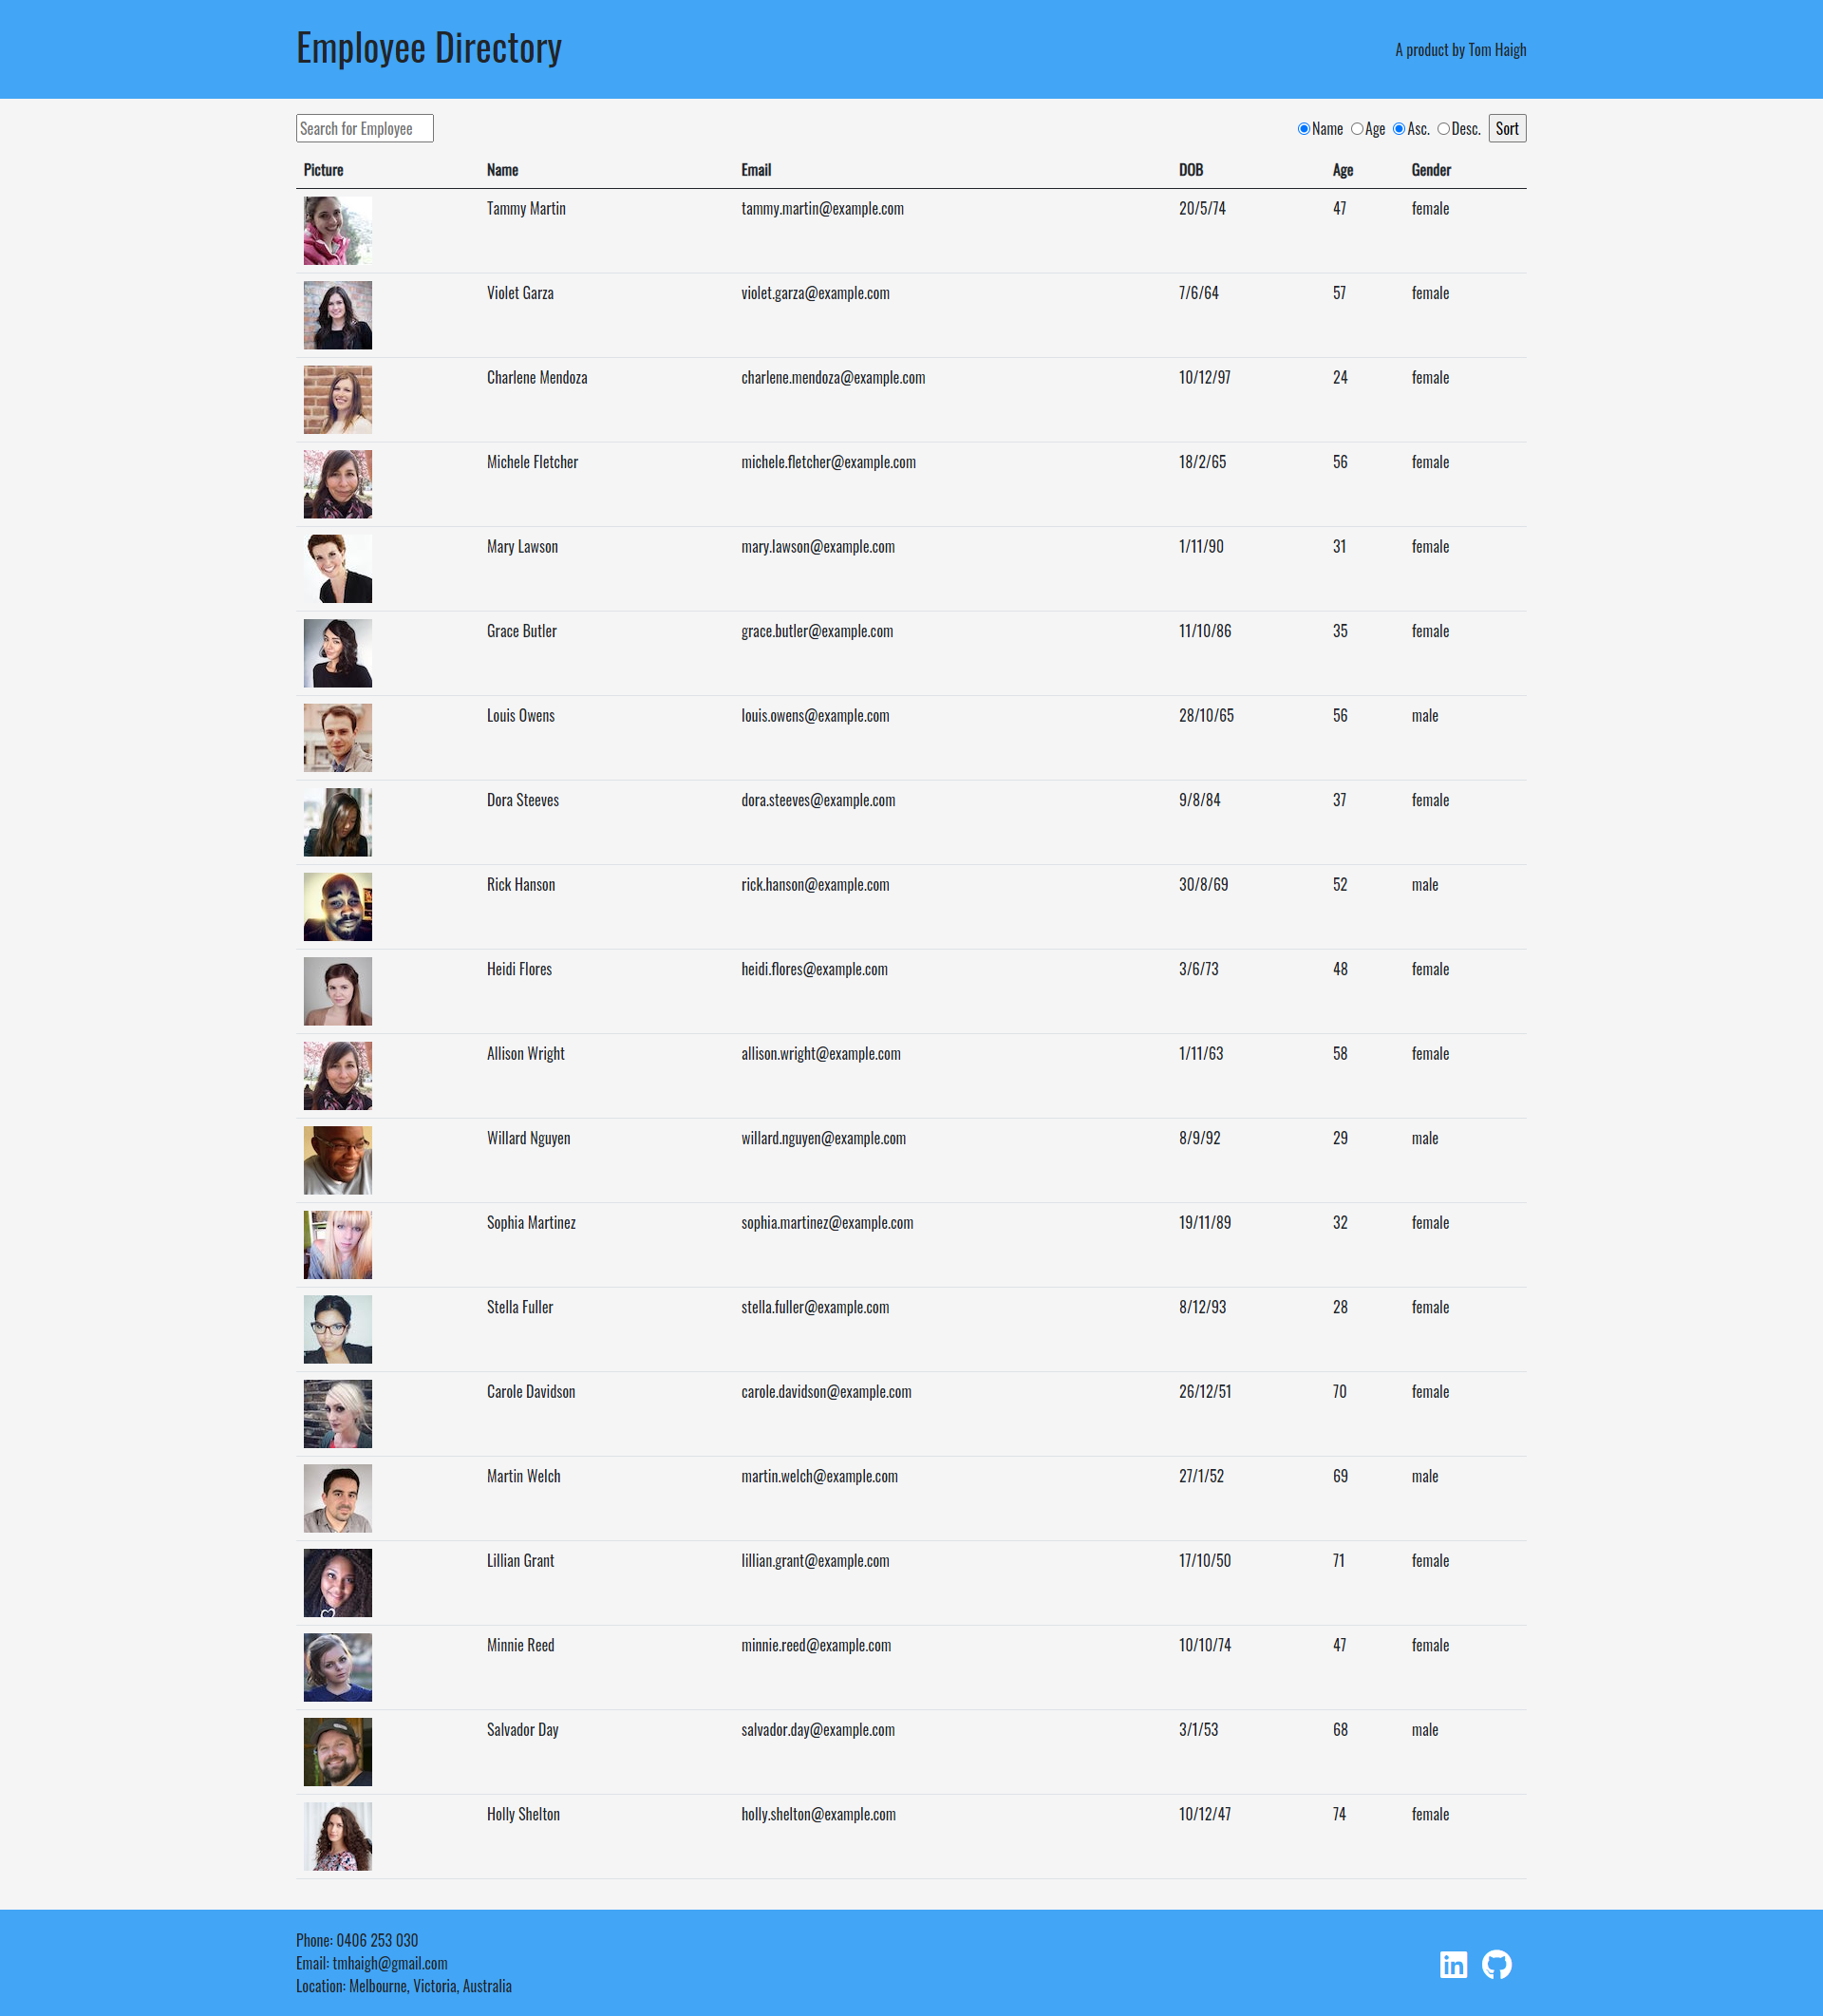 Employee Directory
A product by Tom Haigh
Search for Employee
Name Age Asc. Desc. Sort
Picture Name Email DOB Age Gender
Tammy Martin tammy.martin@example.com 20/5/74 47 female
Violet Garza violet.garza@example.com 7/6/64 57 female
Charlene Mendoza charlene.mendoza@example.com 10/12/97 24 female
Michele Fletcher michele.fletcher@example.com 18/2/65 56 female
Mary Lawson mary.lawson@example.com 1/11/90 31 female
Grace Butler grace.butler@example.com 11/10/86 35 female
Louis Owens louis.owens@example.com 28/10/65 56 male
Dora Steeves dora.steeves@example.com 9/8/84 37 female
Rick Hanson rick.hanson@example.com 30/8/69 52 male
Heidi Flores heidi.flores@example.com 3/6/73 48 female
Allison Wright allison.wright@example.com 1/11/63 58 female
Willard Nguyen willard.nguyen@example.com 8/9/92 29 male
Sophia Martinez sophia.martinez@example.com 19/11/89 32 female
Stella Fuller stella.fuller@example.com 8/12/93 28 female
Carole Davidson carole.davidson@example.com 26/12/51 70 female
Martin Welch martin.welch@example.com 27/1/52 69 male
Lillian Grant lillian.grant@example.com 17/10/50 71 female
Minnie Reed minnie.reed@example.com 10/10/74 47 female
Salvador Day salvador.day@example.com 3/1/53 68 male
Holly Shelton holly.shelton@example.com 10/12/47 74 female
Phone: 0406 253 030
Email: tmhaigh@gmail.com
Location: Melbourne, Victoria, Australia
in